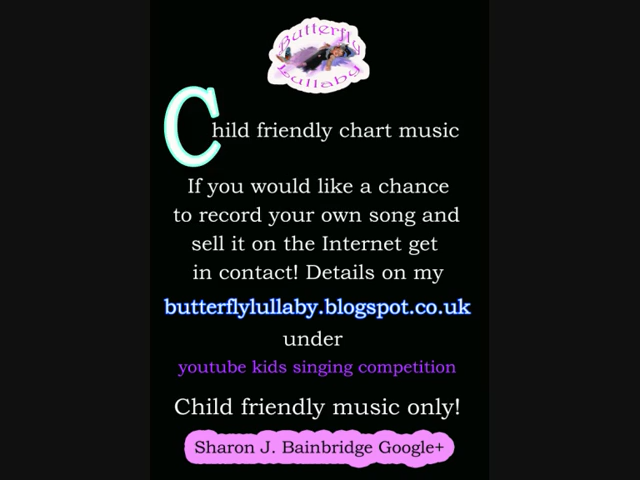 Butterfly
Lullaby
Child friendly chart music
If you would like a chance
to record your own song and
sell it on the Internet get
in contact! Details on my
butterflylullaby.blogspot.co.uk
under
youtube kids singing competition
Child friendly music only!
Sharon J. Bainbridge Google+